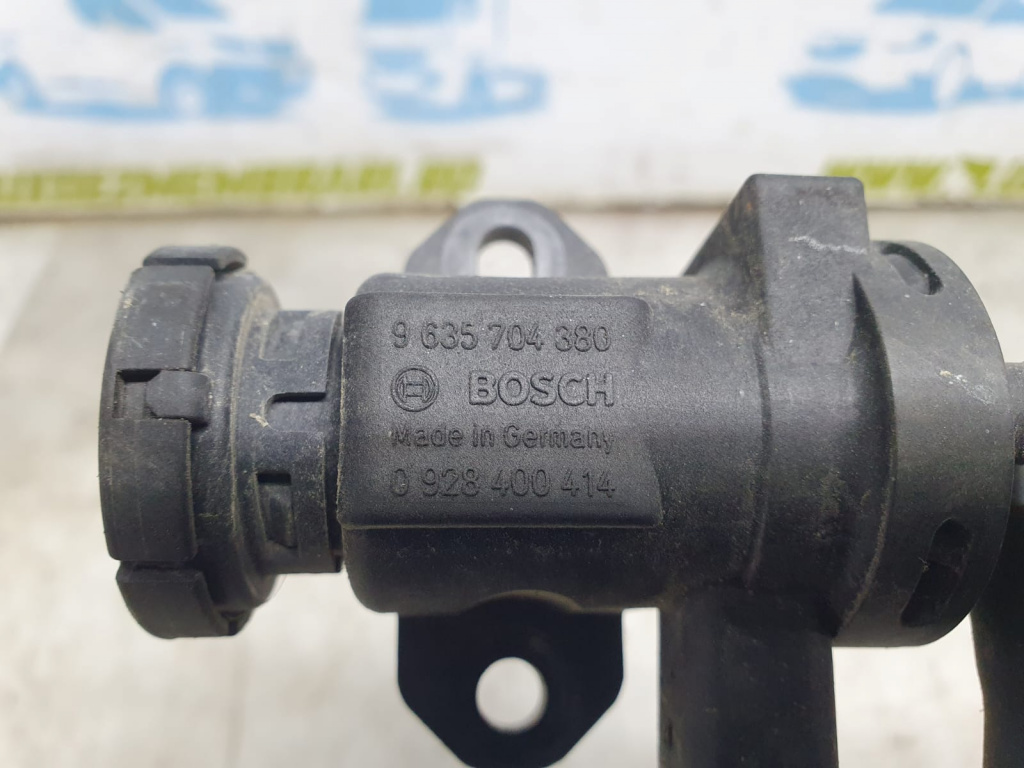 9 635 704 380
BOSCH
Made in Germany
0 928 400 414